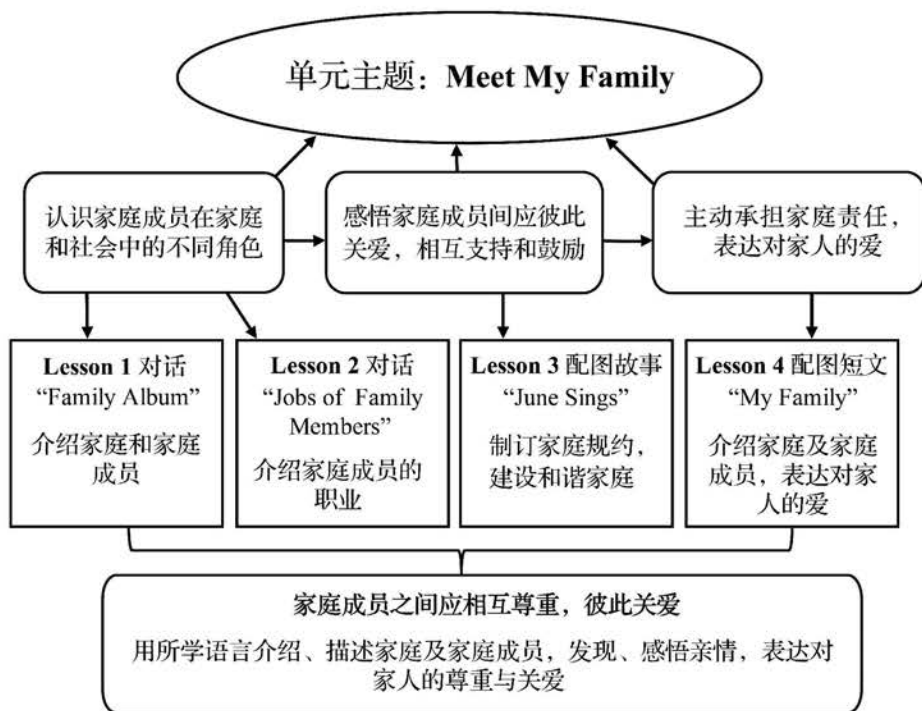 单元主题：Meet My Family
认识家庭成员在家庭
和社会中的不同角色
感悟家庭成员间应彼此
关爱，相互支持和鼓励
主动承担家庭责任，
表达对家人的爱
Lesson 1 对话
“Family Album”
介绍家庭和家庭
成员
Lesson 2 对话
“Jobs of Family
Members”
介绍家庭成员的
职业
Lesson 3 配图故事
“June Sings”
制订家庭规约，
建设和谐家庭
Lesson 4 配图短文
“My Family”
介绍家庭及家庭
成员，表达对家
人的爱
家庭成员之间应相互尊重，彼此关爱
用所学语言介绍、描述家庭及家庭成员，发现、感悟亲情，表达对
家人的尊重与关爱